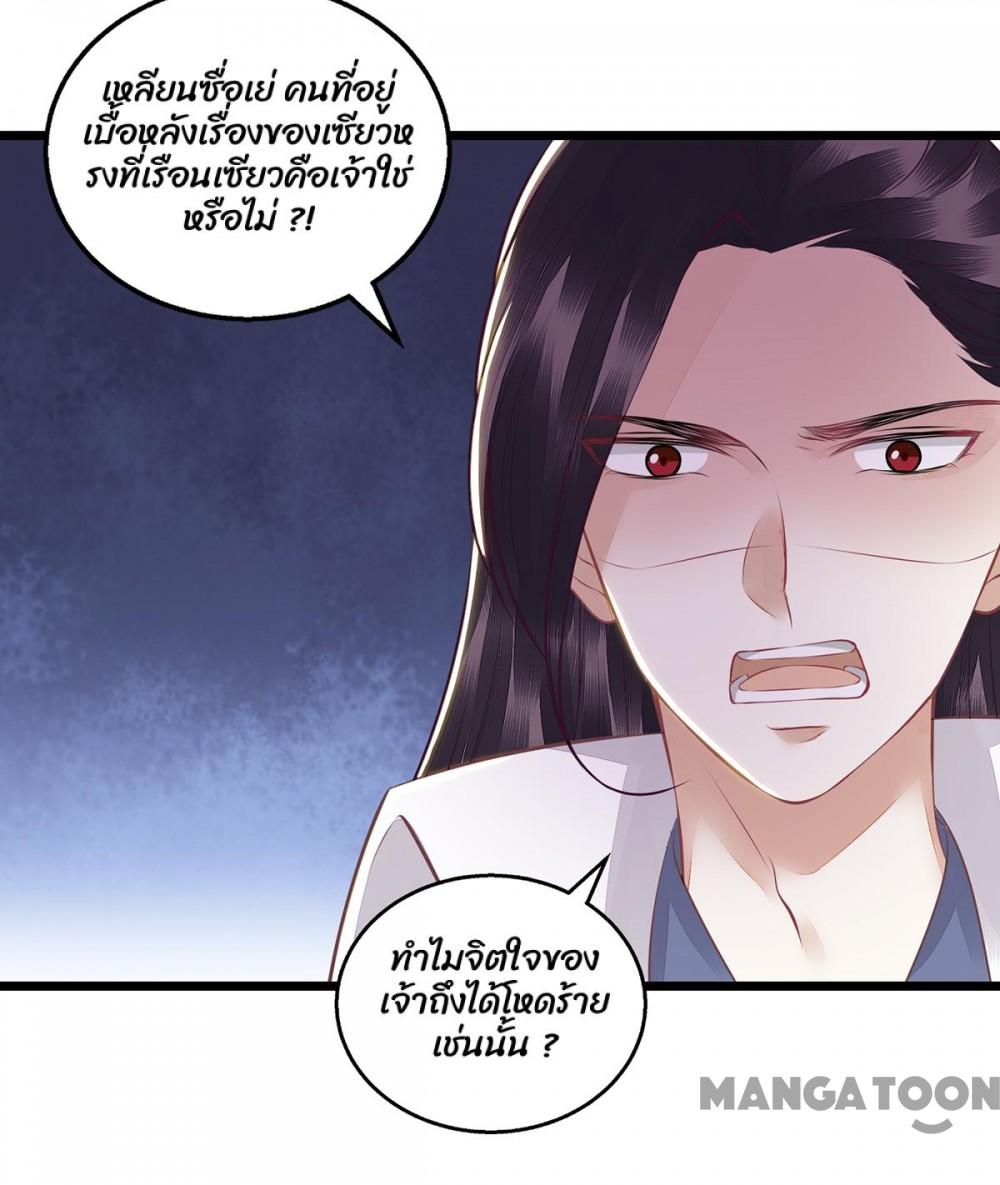 เหลียนซื่อเย่ คนที่อยู่
เบื้อหลังเรื่องของเซียวห
รงที่เรือนเซียวคือเจ้าใช่
หรือไม่ ?!
ทำไมจิตใจของ
เจ้าถึงได้โหดร้าย
เช่นนั้น ?
MANGATOON